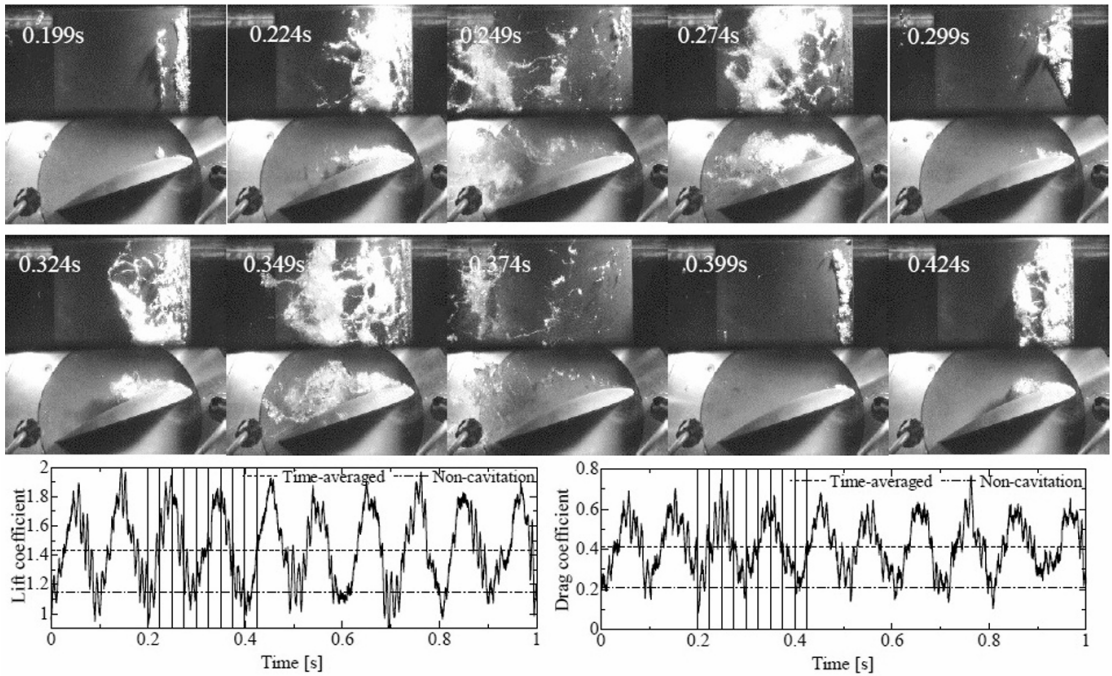 0.199s 0.224s 0.249s 0.274s 0.299s
0.324s 0.349s 0.374s 0.399s 0.424s
Lift coefficient
2
1.8
1.6
1.4
1.2
1
Time-averaged Non-cavitation
0 0.2 0.4 0.6 0.8 1
Time [s]
Drag coefficient
0.8
0.6
0.4
0.2
0
Time-averaged Non-cavitation
0 0.2 0.4 0.6 0.8 1
Time [s]